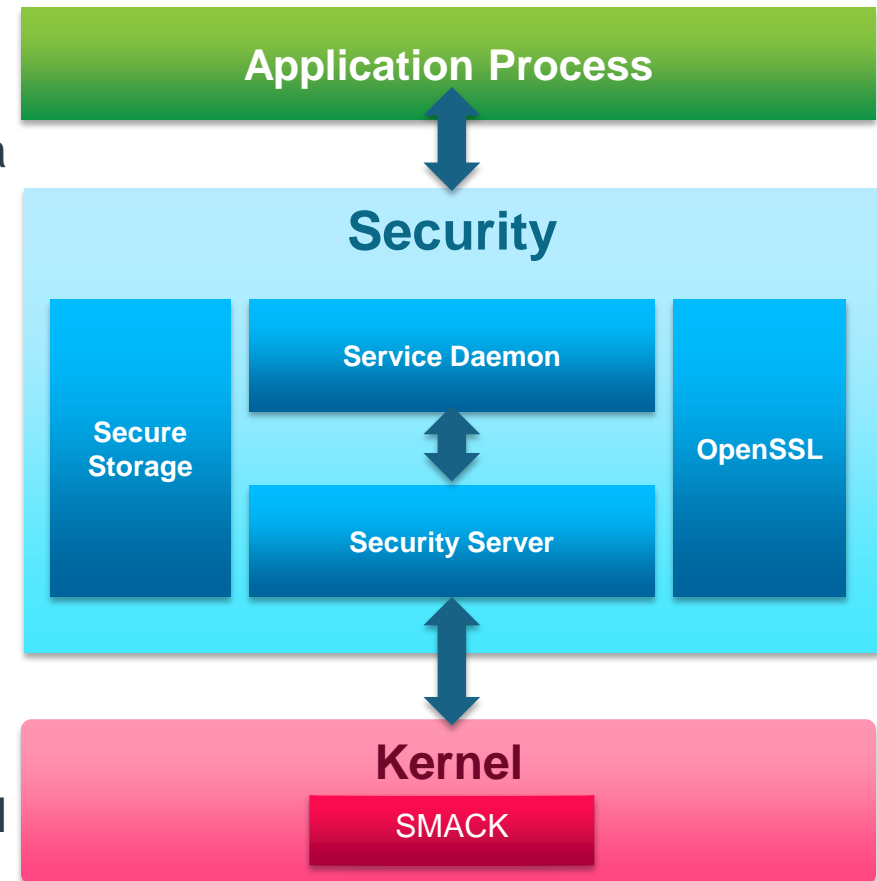 Application Process
a
Security
Service Daemon
Secure
Storage
OpenSSL
Security Server
Kernel
SMACK